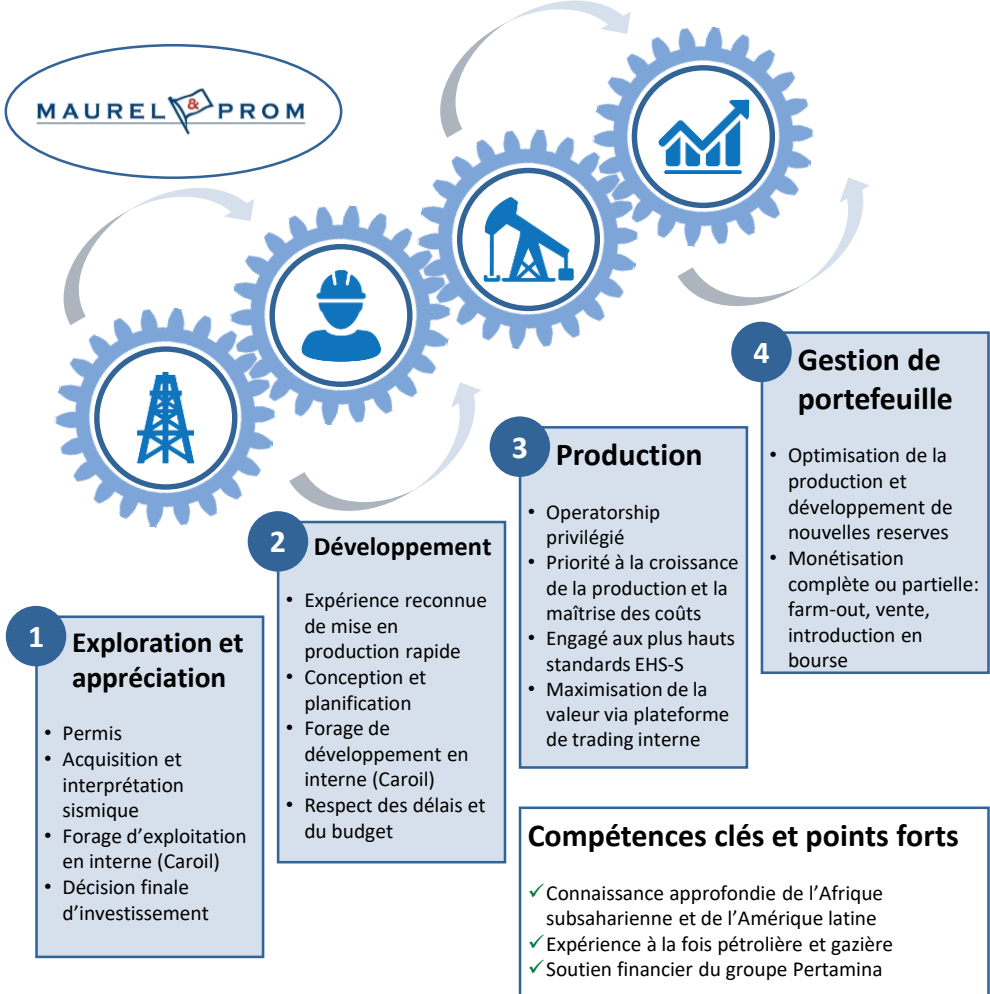 MAUREL & PROM
1
Exploration et
appréciation
• Permis
• Acquisition et
interprétation
sismique
• Forage d’exploitation
en interne (Caroil)
• Décision finale
d’investissement
2
Développement
• Expérience reconnue
de mise en
production rapide
• Conception et
planification
• Forage de
développement en
interne (Caroil)
• Respect des délais et
du budget
3
Production
• Operatorship
privilégié
• Priorité à la croissance
de la production et la
maîtrise des coûts
• Engagé aux plus hauts
standards EHS-S
• Maximisation de la
valeur via plateforme
de trading interne
4
Gestion de
portefeuille
• Optimisation de la
production et
développement de
nouvelles reserves
• Monétisation
complète ou partielle:
farm-out, vente,
introduction en
bourse
Compétences clés et points forts
✓ Connaissance approfondie de l’Afrique
subsaharienne et de l’Amérique latine
✓ Expérience à la fois pétrolière et gazière
✓ Soutien financier du groupe Pertamina